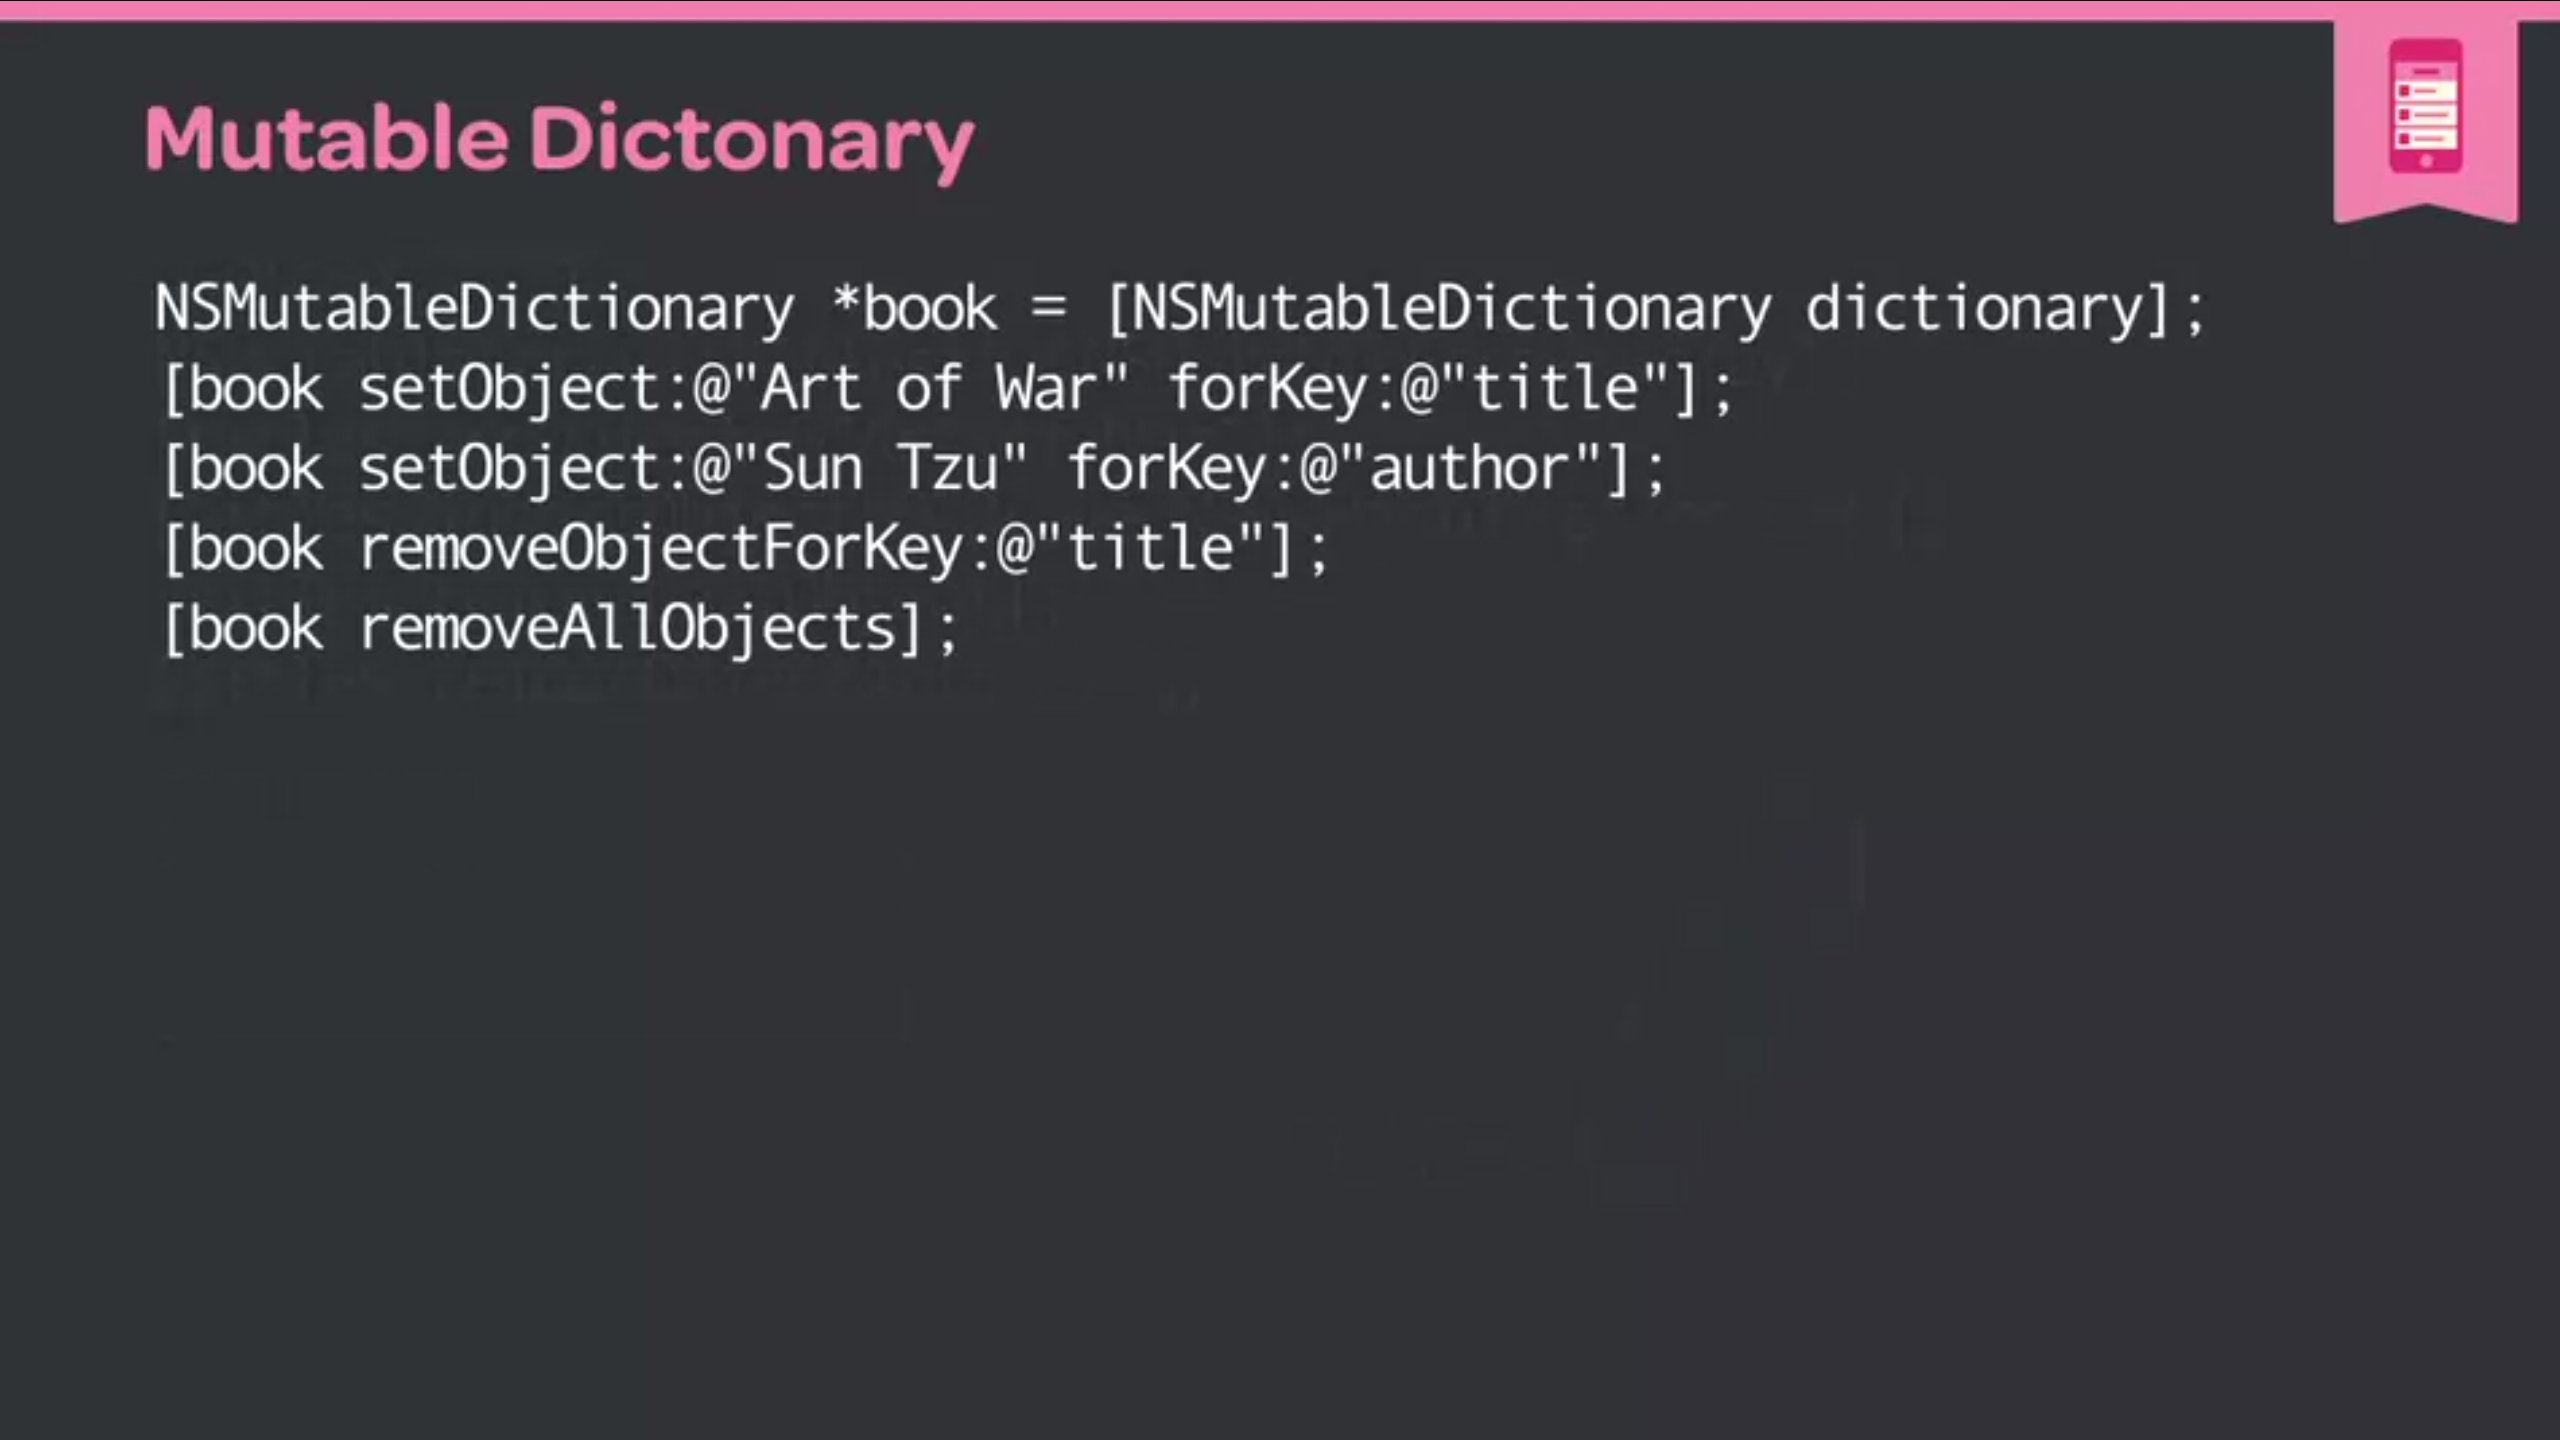 Mutable Dictonary
NSMutableDictionary *book = [NSMutableDictionary dictionary];
[book setObject:@"Art of War" forKey:@"title"];
[book setObject:@"Sun Tzu" forKey:@"author"];
[book removeObjectForKey:@"title"];
[book removeAllObjects];